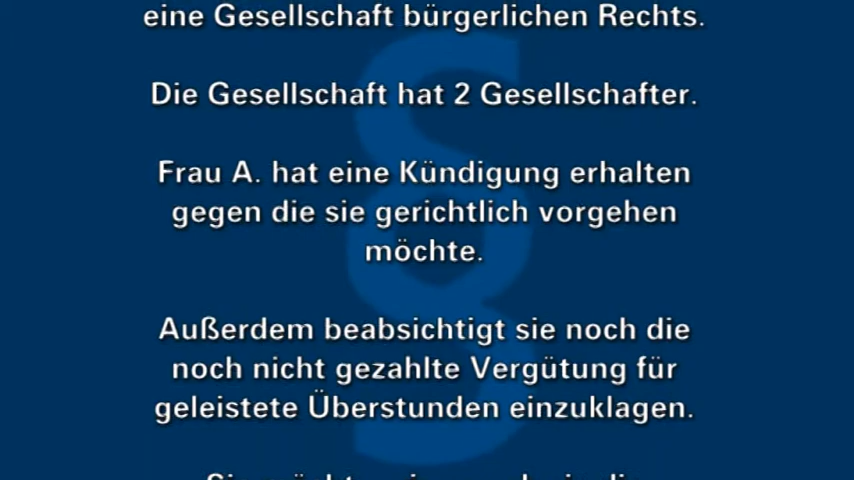 eine Gesellschaft bürgerlichen Rechts.
Die Gesellschaft hat 2 Gesellschafter.
Frau A. hat eine Kündigung erhalten
gegen die sie gerichtlich vorgehen
möchte.
Außerdem beabsichtigt sie noch die
noch nicht gezahlte Vergütung für
geleistete Überstunden einzuklagen.